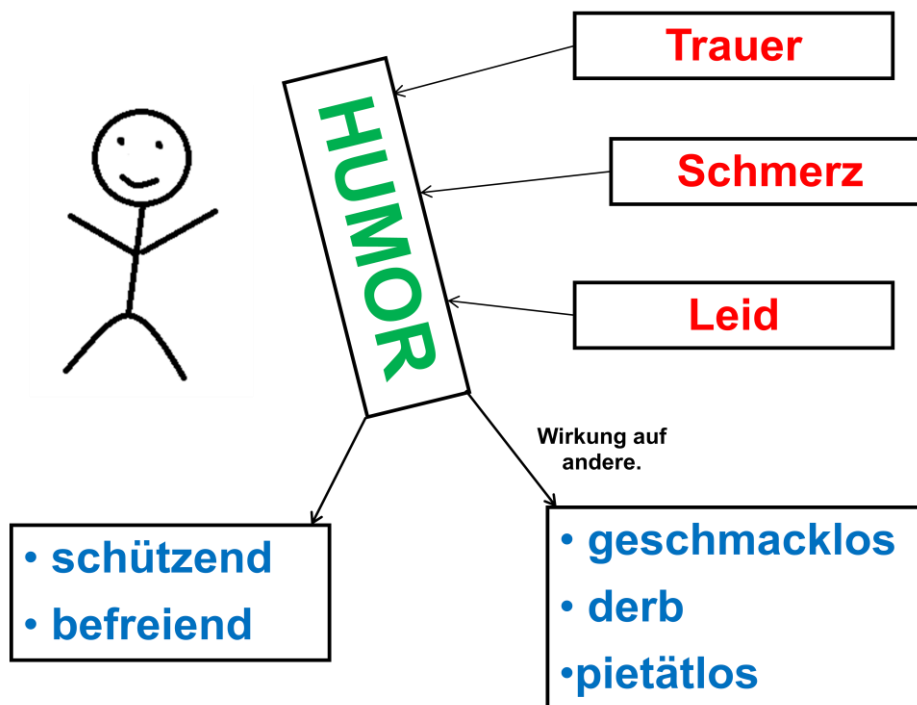 Trauer
HUMOR
Schmerz
Leid
Wirkung auf
andere.
• schützend
• befreiend
• geschmacklos
• derb
•pietätlos